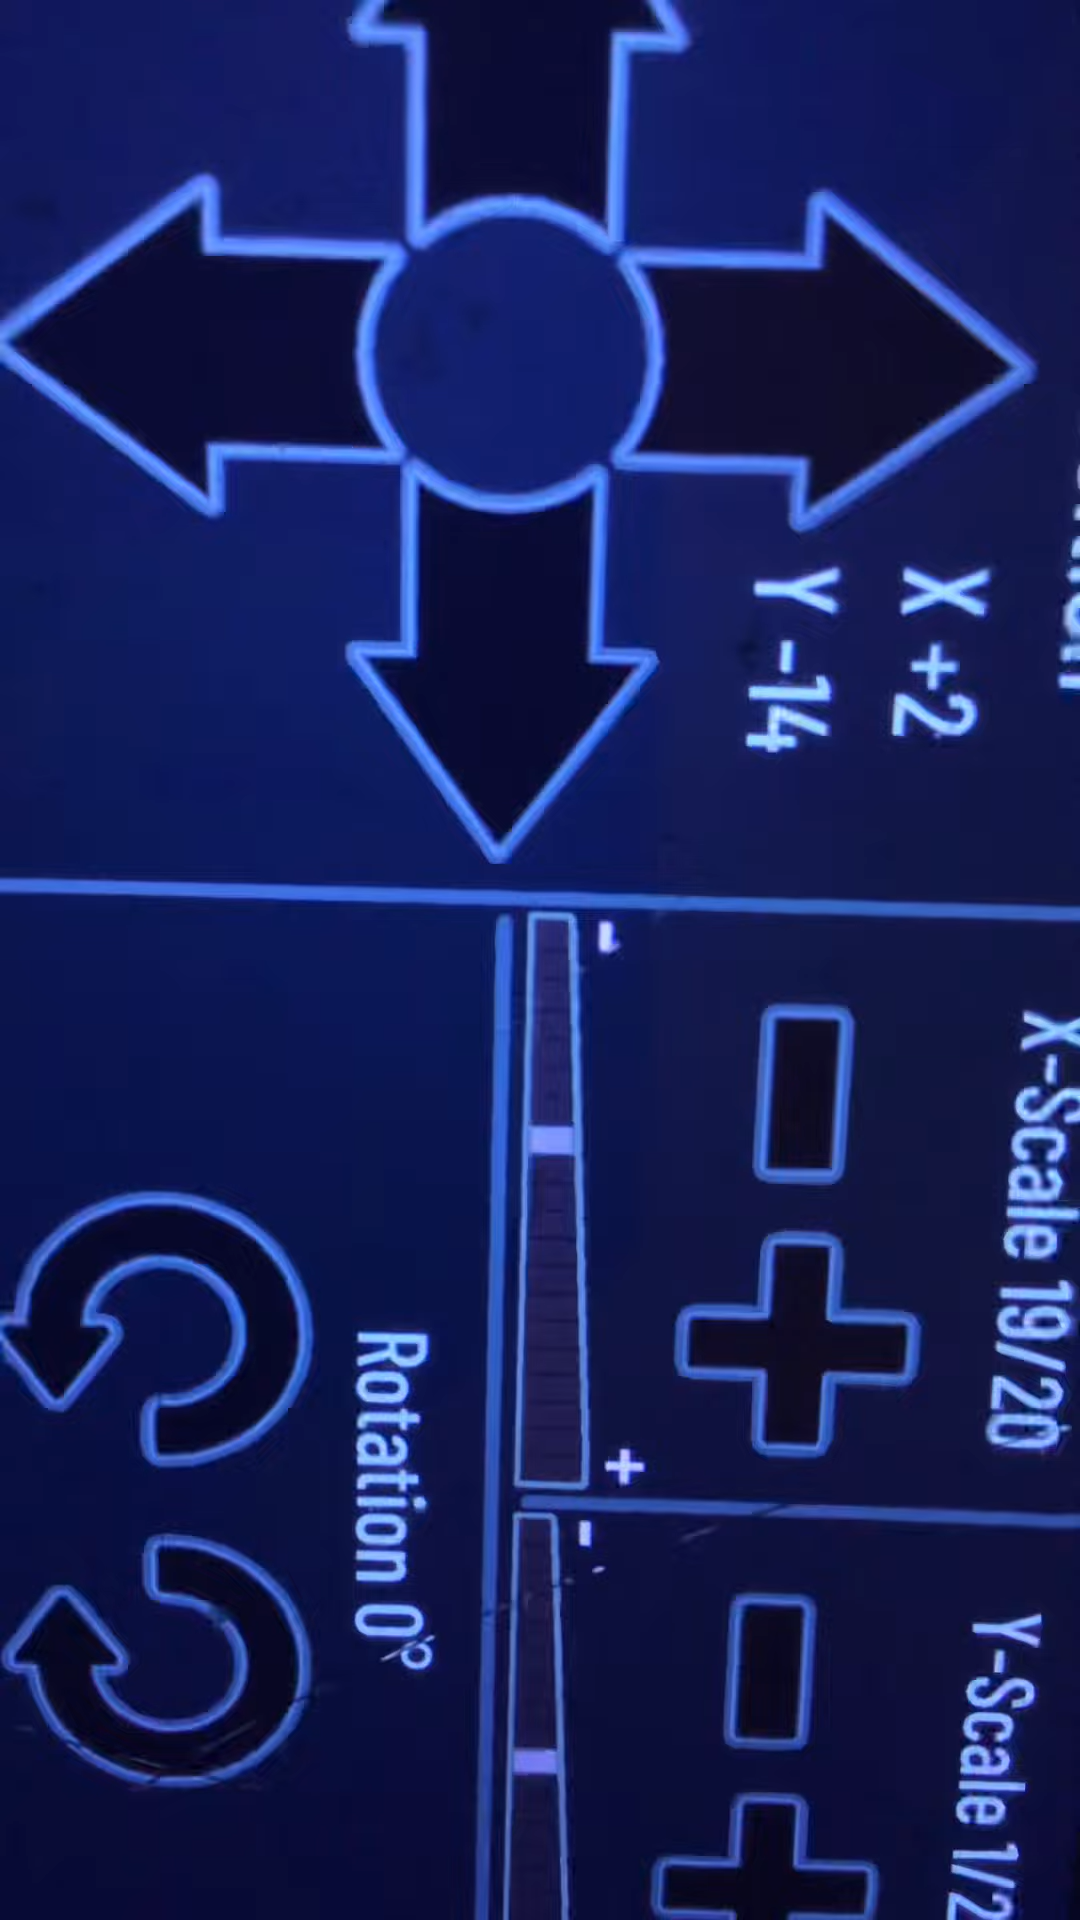 X +2
Y -14
X-Scale 19/20
-
+
Y-Scale 1/2
-
Rotation 0°